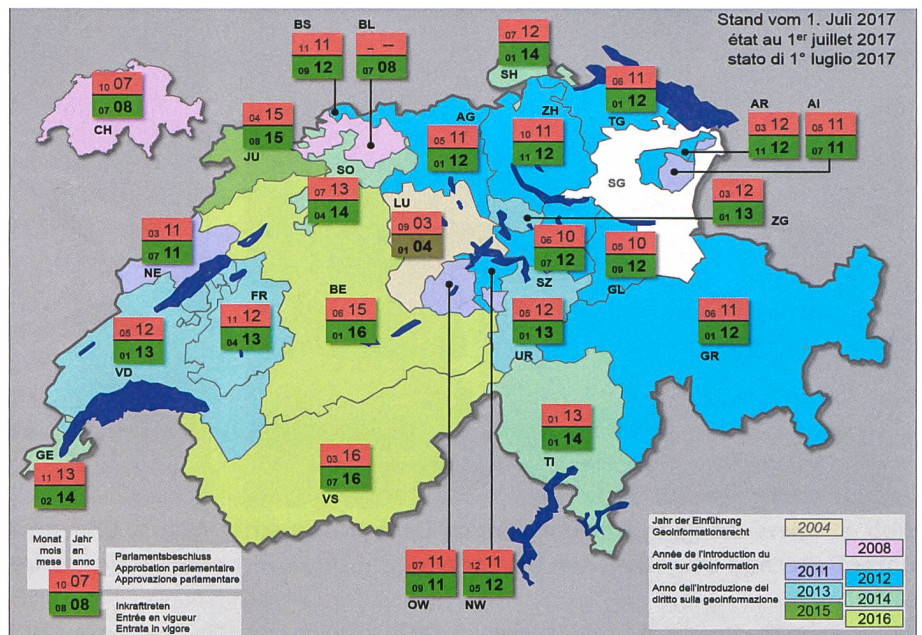 Stand vom 1. Juli 2017
état au 1er juillet 2017
stato di 1° luglio 2017
BS
11 11
09 12
BL
– —
07 08
07 12
01 14
SH
10 07
07 08
CH
04 15
08 15
JU
AG
05 11
01 12
ZH
10 11
11 12
06 11
01 12
TG
AR
03 12
11 12
AI
05 11
07 11
SO
07 13
04 14
LU
09 03
01 04
SG
03 12
01 13
ZG
03 11
07 11
NE
06 10
07 12
SZ
05 10
09 12
GL
FR
11 12
04 13
BE
06 15
01 16
05 12
01 13
VD
05 12
01 13
UR
06 11
01 12
GR
01 13
01 14
TI
GE
11 13
02 14
03 16
07 16
VS
07 11
09 11
OW
12 11
05 12
NW
Monat
mois
mese
Jahr
an
anno
10 07
08 08
Parlamentsbeschluss
Approbation parlementaire
Approvazione parlamentare
Inkrafttreten
Entrée en vigueur
Entrata in vigore
Jahr der Einführung
Geoinformationsrecht
Année de l'introduction du
droit sur géoinformation
Anno dell'introduzione del
diritto sulla geoinformazione
2004
2008
2011
2012
2013
2014
2015
2016